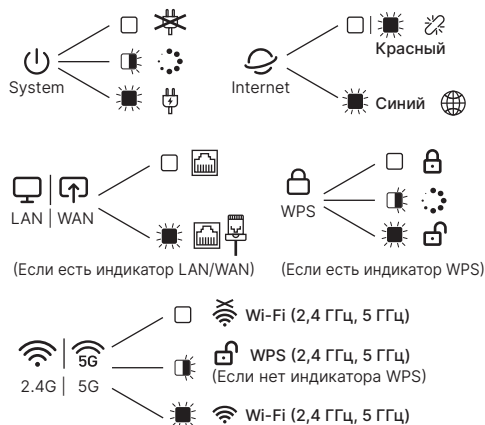 System
Internet
Красный
Синий
LAN | WAN
(Если есть индикатор LAN/WAN)
WPS
(Если есть индикатор WPS)
5G
2.4G | 5G
Wi-Fi (2,4 ГГц, 5 ГГц)
WPS (2,4 ГГц, 5 ГГц)
(Если нет индикатора WPS)
Wi-Fi (2,4 ГГц, 5 ГГц)